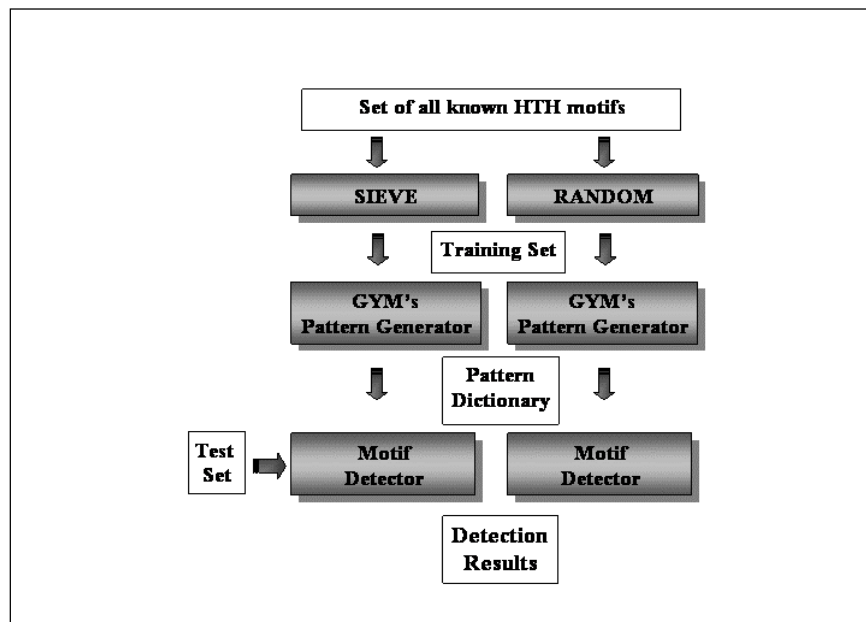 Set of all known HTH motifs
SIEVE
RANDOM
Training Set
GYM's
Pattern Generator
GYM's
Pattern Generator
Pattern
Dictionary
Test
Set
Motif
Detector
Motif
Detector
Detection
Results